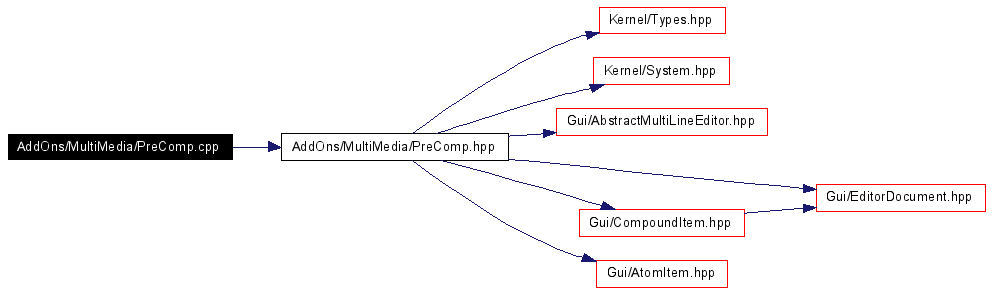 Kernel/Types.hpp
Kernel/System.hpp
Gui/AbstractMultiLineEditor.hpp
AddOns/MultiMedia/PreComp.cpp
AddOns/MultiMedia/PreComp.hpp
Gui/EditorDocument.hpp
Gui/CompoundItem.hpp
Gui/AtomItem.hpp